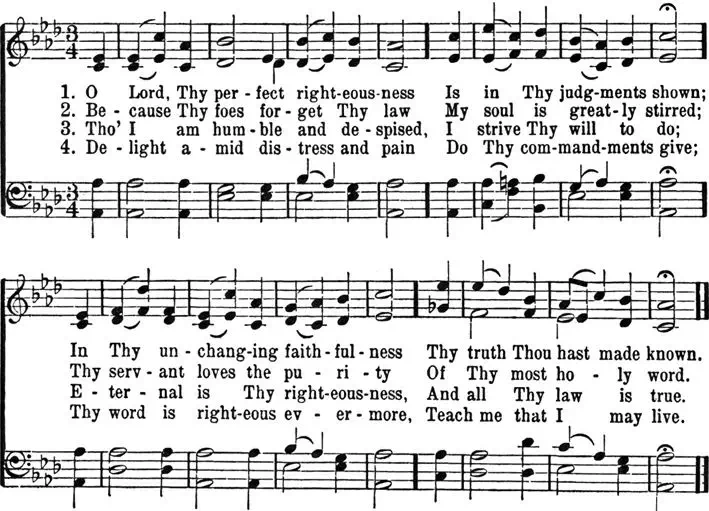 3
4
1. O Lord, Thy per - fect right-eous-ness Is in Thy judg-ments shown;
2. Be - cause Thy foes for - get Thy law My soul is great-ly stirred;
3. Tho' I am hum - ble and de - spised, I strive Thy will to do;
4. De - light a - mid dis - tress and pain Do Thy com-mand-ments give;
3
4
In Thy un - chang-ing faith - ful - ness Thy truth Thou hast made known.
Thy serv - ant loves the pu - ri - ty Of Thy most ho - ly word.
E - ter - nal is Thy right-eous-ness, And all Thy law is true.
Thy word is right-eous ev - er - more, Teach me that I may live.